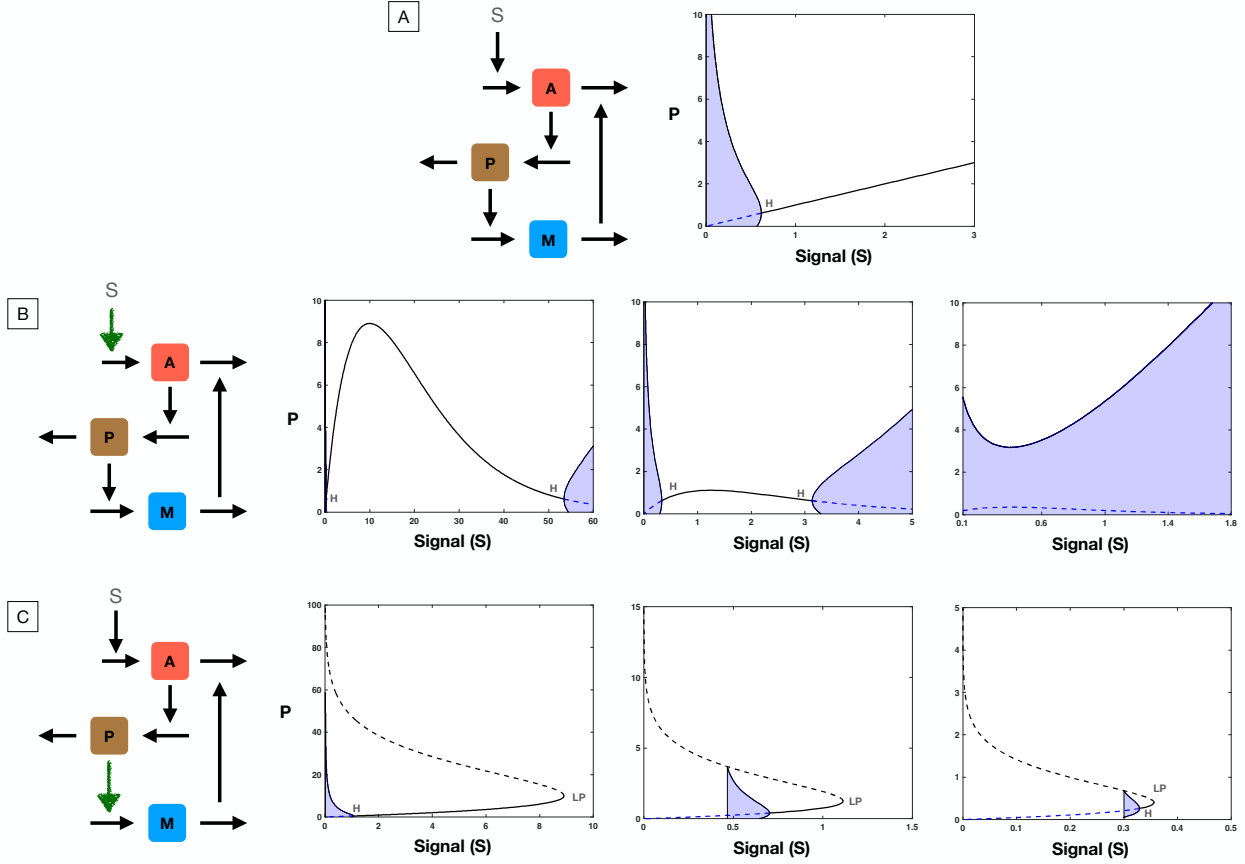 A
S
A
P
M
P
10
8
6
4
2
0
H
0 1 2 3
Signal (S)
B
S
A
P
M
P
10
8
6
4
2
0
H
H
0 10 20 30 40 50 60
Signal (S)
10
8
6
4
2
0
H
H
0 1 2 3 4 5
Signal (S)
10
8
6
4
2
0
0.1 0.6 1 1.4 1.8
Signal (S)
C
S
A
P
M
P
100
80
60
40
20
0
H
LP
0 2 4 6 8 10
Signal (S)
15
10
5
0
LP
0 0.5 1 1.5
Signal (S)
5
4
3
2
1
0
LP
H
0 0.1 0.2 0.3 0.4 0.5
Signal (S)